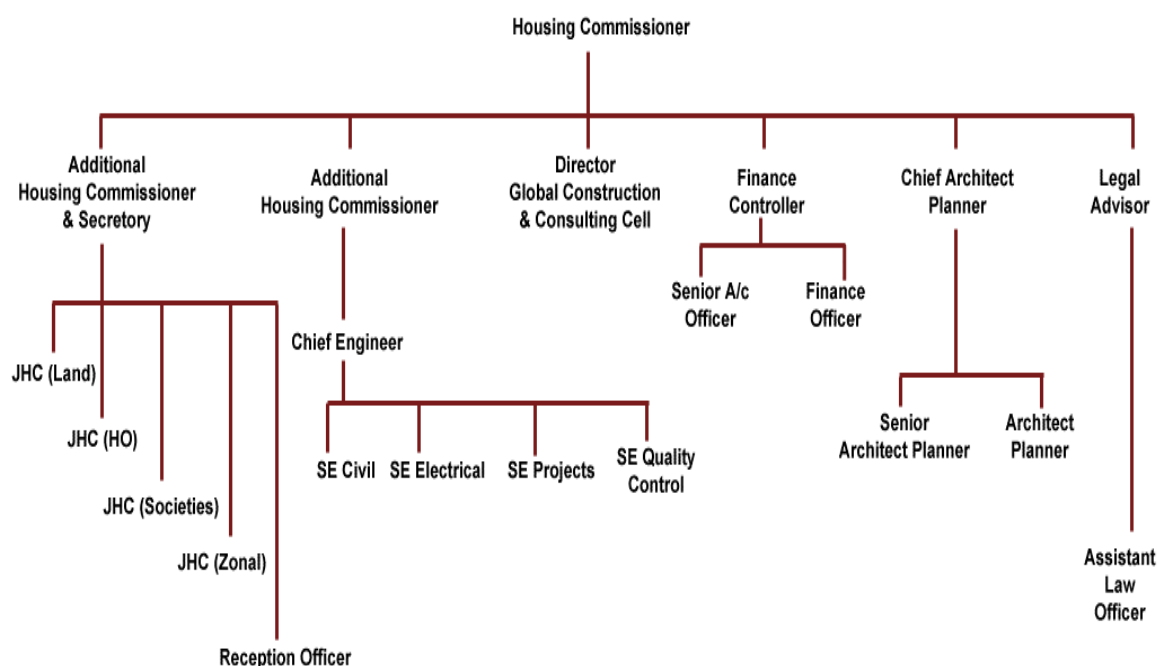 Housing Commissioner
Additional
Housing Commissioner
& Secretory
Additional
Housing Commissioner
Director
Global Construction
& Consulting Cell
Finance
Controller
Chief Architect
Planner
Legal
Advisor
Senior A/c
Officer
Finance
Officer
Chief Engineer
JHC (Land)
JHC (HO)
JHC (Societies)
JHC (Zonal)
Reception Officer
SE Civil
SE Electrical
SE Projects
SE Quality
Control
Senior
Architect Planner
Architect
Planner
Assistant
Law
Officer